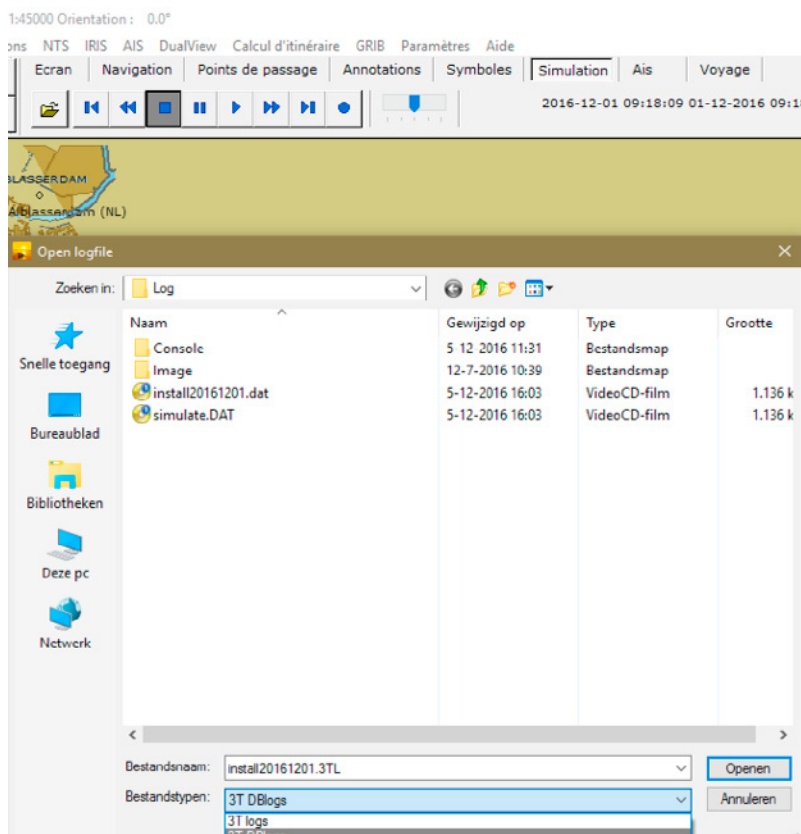 1:45000 Orientation : 0.0°
ons NTS IRIS AIS DualView Calcul d'itinéraire GRIB Paramètres Aide
Ecran Navigation Points de passage Annotations Symboles Simulation Ais Voyage
2016-12-01 09:18:09 01-12-2016 09:1
BLASSERDAM
Alblasserdam (NL)
Open logfile
Zoeken in: Log
Naam Gewijzigd op Type Grootte
Console 5-12-2016 11:31 Bestandsmap
Image 12-7-2016 10:39 Bestandsmap
install20161201.dat 5-12-2016 16:03 VideoCD-film 1.136 k
simulate.DAT 5-12-2016 16:03 VideoCD-film 1.136 k
Snelle toegang
Bureaublad
Bibliotheken
Deze pc
Netwerk
Bestandsnaam: install20161201.3TL Openen
Bestandstypen: 3T DBlogs Annuleren
3T logs
3T DBlogs